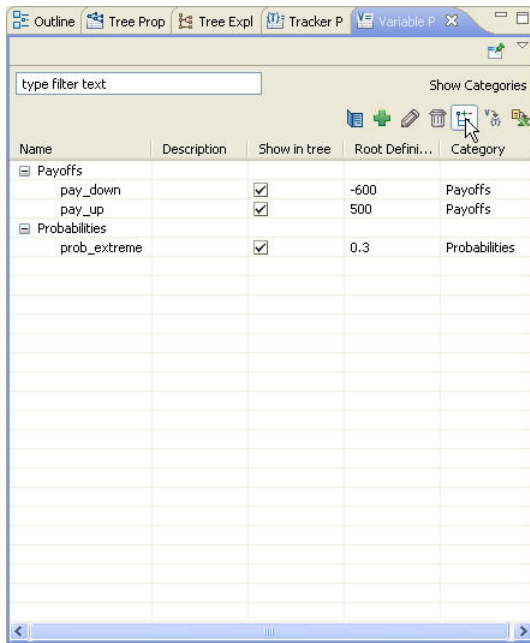 Outline Tree Prop Tree Expl Tracker P Variable P
type filter text Show Categories
Name Description Show in tree Root Defini... Category
Payoffs
pay_down -600 Payoffs
pay_up 500 Payoffs
Probabilities
prob_extreme 0.3 Probabilities